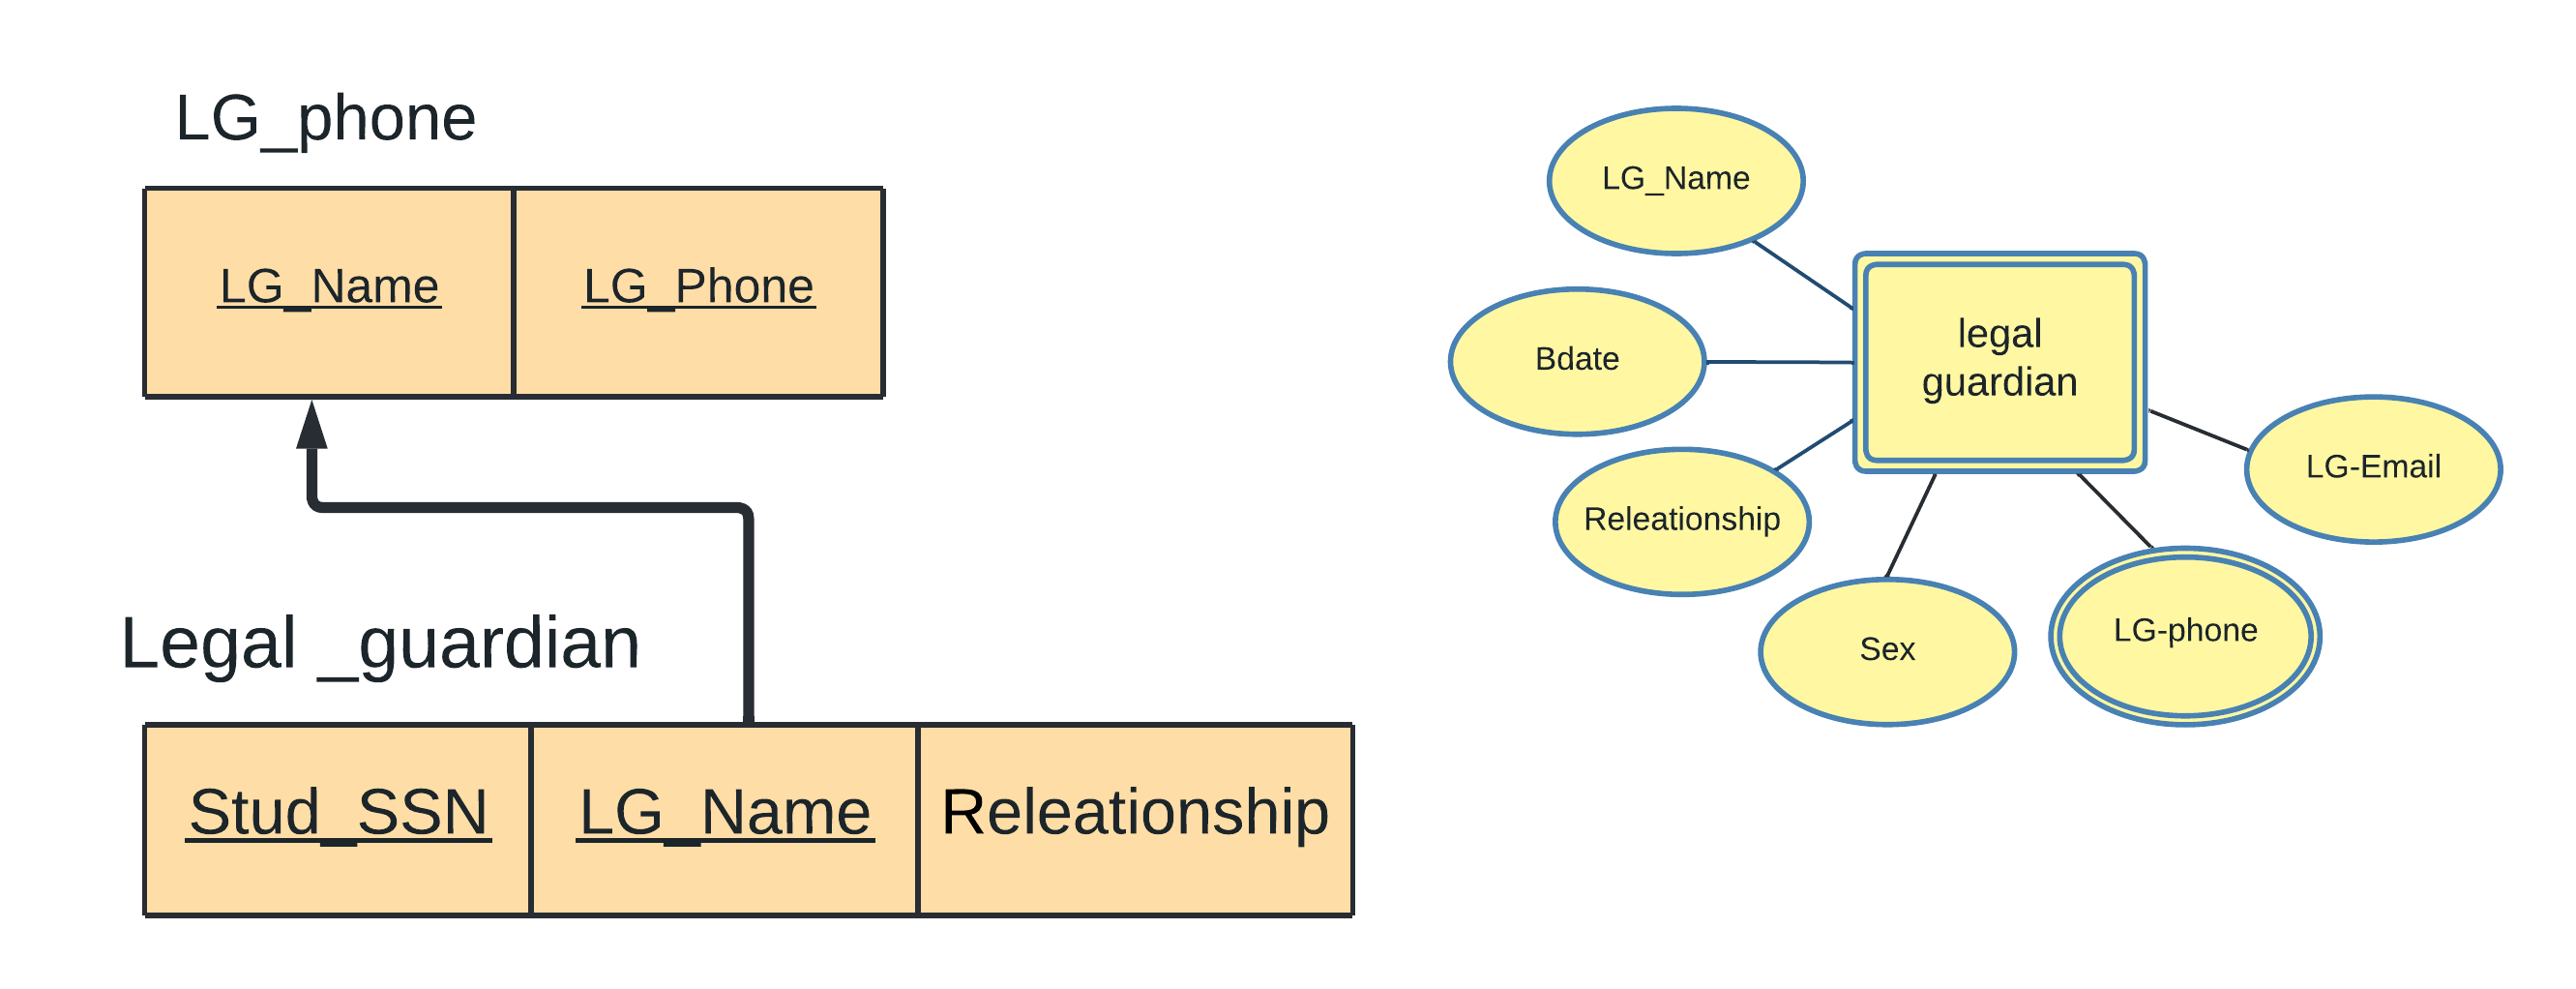 LG_phone
LG_Name
LG_Phone
Legal _guardian
Stud_SSN
LG_Name
Releationship
LG_Name
Bdate
Releationship
Sex
legal
guardian
LG-Email
LG-phone